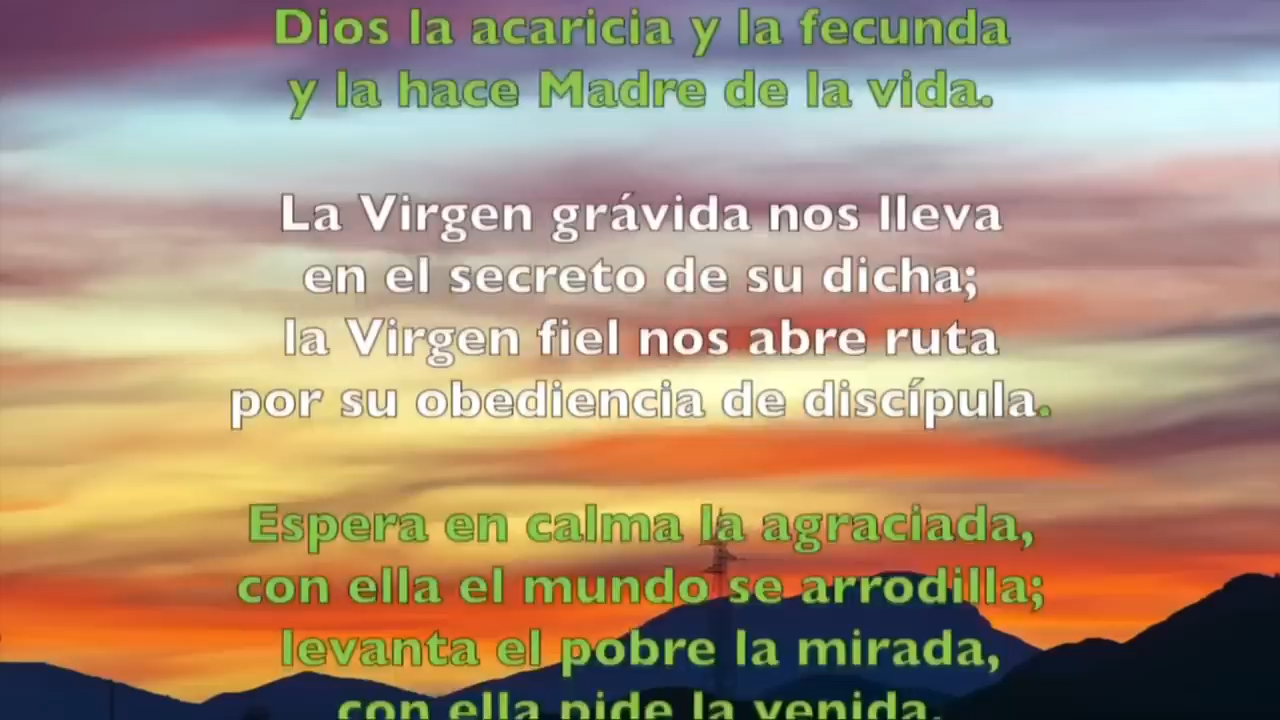 Dios la acaricia y la fecunda
y la hace Madre de la vida.
La Virgen grávida nos lleva
en el secreto de su dicha;
la Virgen fiel nos abre ruta
por su obediencia de discípula.
Espera en calma la agraciada,
con ella el mundo se arrodilla;
levanta el pobre la mirada,
con ella pide la venida.